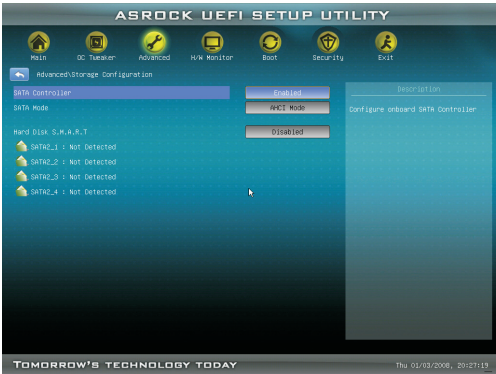 ASROCK UEFI SETUP UTILITY
Main OC Tweaker Advanced H/W Monitor Boot Security Exit
Advanced\Storage Configuration
Description
SATA Controller Enabled
SATA Mode AHCI Mode
Configure onboard SATA Controller
Hard Disk S.M.A.R.T Disabled
SATA2_1 : Not Detected
SATA2_2 : Not Detected
SATA2_3 : Not Detected
SATA2_4 : Not Detected
TOMORROW'S TECHNOLOGY TODAY
Thu 01/03/2008, 20:27:19